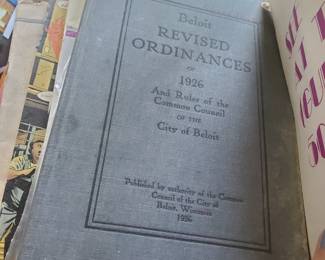 Beloit
REVISED
ORDINANCES
OF
1926
And Rules of the
Common Council
OF THE
City of Beloit
Published by authority of the Common
Council of the City of
Beloit, Wisconsin
1926